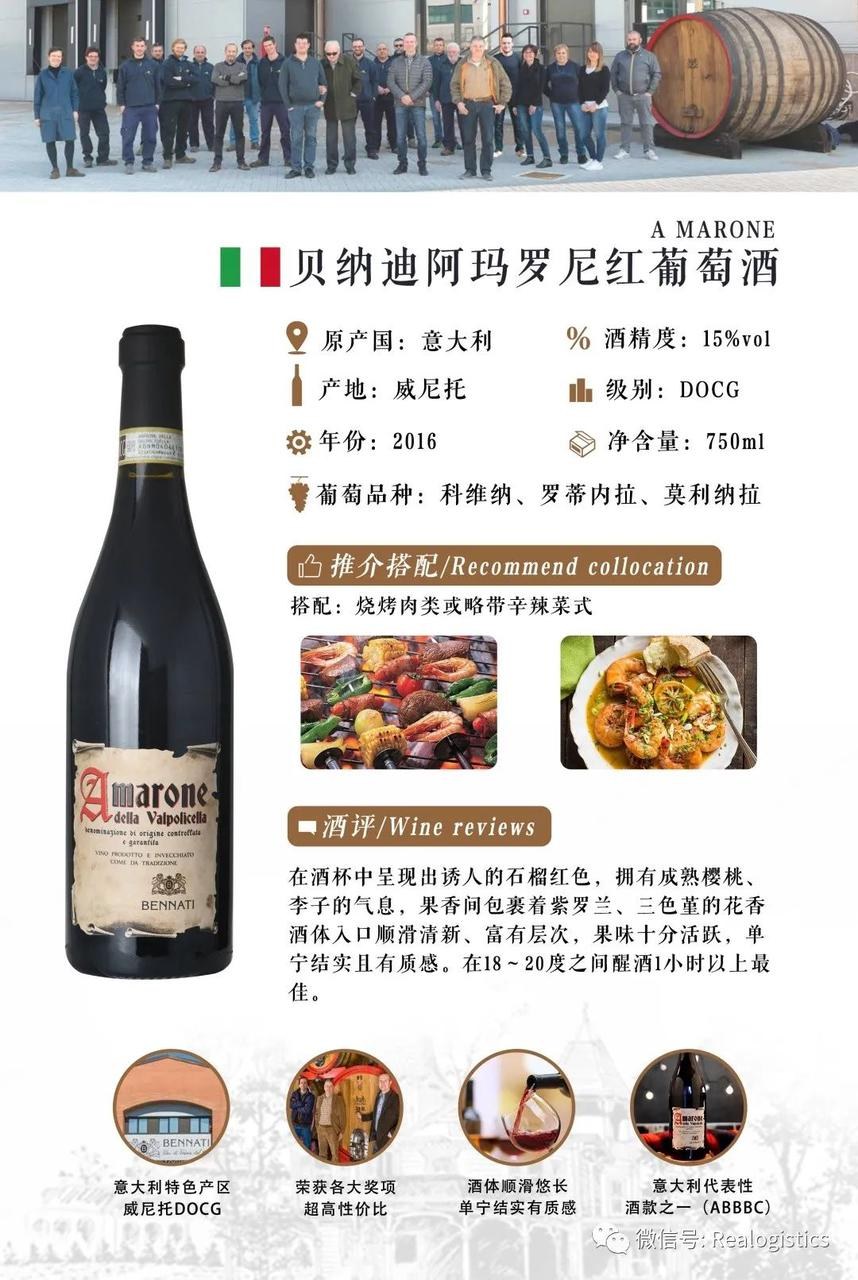 A MARONE
贝纳迪阿玛罗尼红葡萄酒
原产国：意大利
酒精度：15%vol
产地：威尼托
级别：DOCG
年份：2016
净含量：750ml
葡萄品种：科维纳、罗蒂内拉、莫利纳拉
推介搭配/Recommend collocation
搭配：烧烤肉类或略带辛辣菜式
Amarone
della Valpolicella
denominazione di origine controllata
e garantita
VINO PRODOTTO E INVECCHIATO
COME DA TRADIZIONE
BENNATI
酒评/Wine reviews
在酒杯中呈现出诱人的石榴红色，拥有成熟樱桃、
李子的气息，果香间包裹着紫罗兰、三色堇的花香
酒体入口顺滑清新、富有层次，果味十分活跃，单
宁结实且有质感。在18～20度之间醒酒1小时以上最
佳。
BENNATI
Amarone
意大利特色产区
威尼托DOCG
荣获各大奖项
超高性价比
酒体顺滑悠长
单宁结实有质感
意大利代表性
酒款之一（ABBBC）
微信号: Realogistics